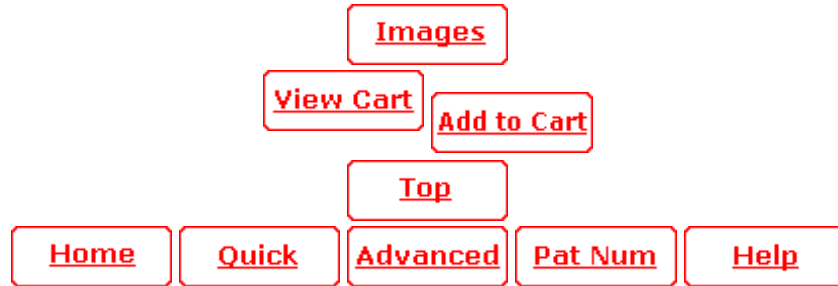 Images
View Cart
Add to Cart
Top
Home Quick Advanced Pat Num Help